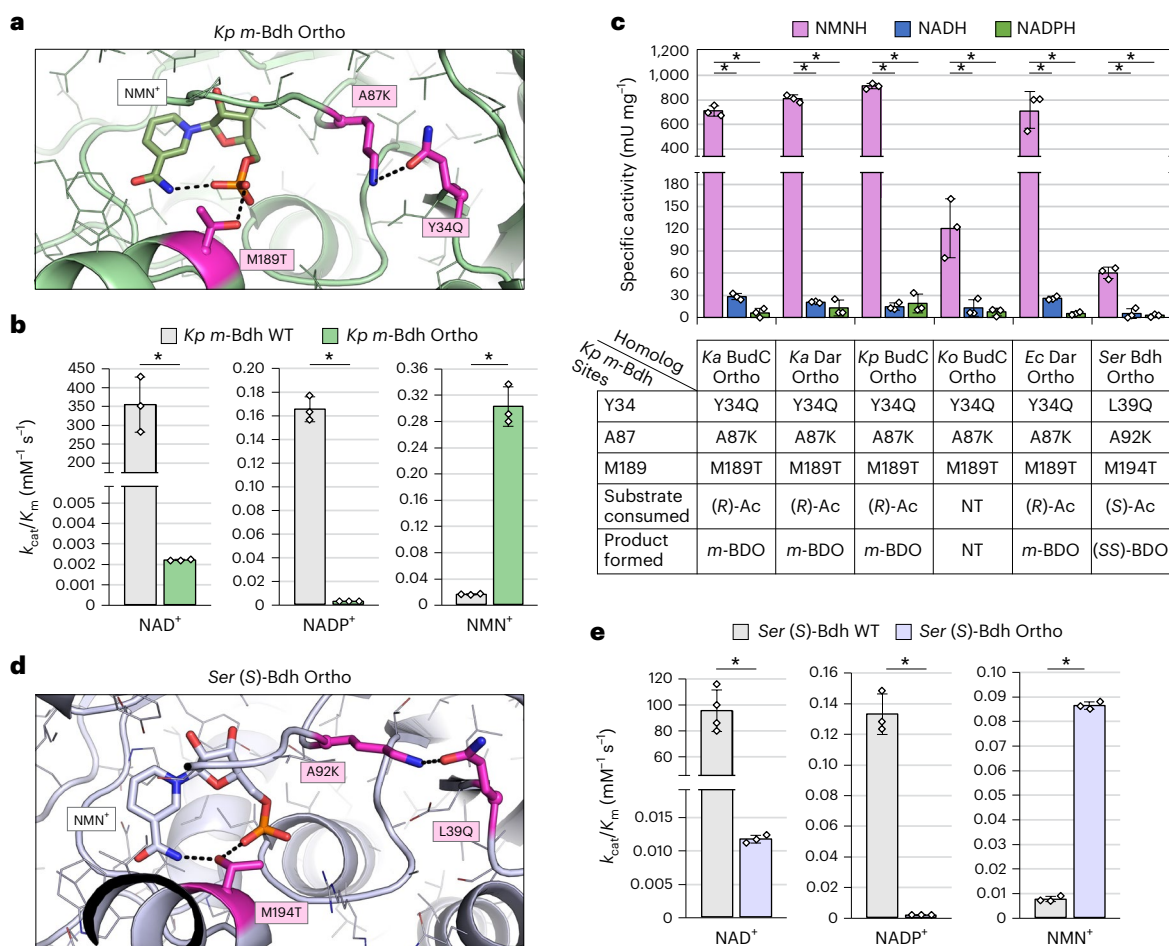 a
Kp m-Bdh Ortho
NMN+
A87K
Y34Q
M189T
b
Kp m-Bdh WT Kp m-Bdh Ortho
kcat/Km (mM−1 s−1)
450
400
350
300
250
200
0.005
0.004
0.003
0.002
0.001
0
NAD+
*
0.20
0.18
0.16
0.14
0.12
0.10
0.08
0.06
0.04
0.02
0
NADP+
*
0.36
0.32
0.28
0.24
0.20
0.16
0.12
0.08
0.04
0
NMN+
*
c
NMNH NADH NADPH
Specific activity (mU mg−1)
1,200
1,000
800
600
400
180
150
120
90
60
30
0
* * * * * *
* * * * * *
Homolog
Kp m-Bdh
Sites
Ka BudC Ortho
Ka Dar Ortho
Kp BudC Ortho
Ko BudC Ortho
Ec Dar Ortho
Ser Bdh Ortho
Y34 Y34Q Y34Q Y34Q Y34Q Y34Q L39Q
A87 A87K A87K A87K A87K A87K A92K
M189 M189T M189T M189T M189T M189T M194T
Substrate consumed (R)-Ac (R)-Ac (R)-Ac NT (R)-Ac (S)-Ac
Product formed m-BDO m-BDO m-BDO NT m-BDO (SS)-BDO
d
Ser (S)-Bdh Ortho
NMN+
A92K
L39Q
M194T
e
Ser (S)-Bdh WT Ser (S)-Bdh Ortho
kcat/Km (mM−1 s−1)
120
100
80
60
0.015
0.010
0.005
0
NAD+
*
0.16
0.14
0.12
0.10
0.08
0.06
0.04
0.02
0
NADP+
*
0.10
0.09
0.08
0.07
0.06
0.05
0.04
0.03
0.02
0.01
0
NMN+
*